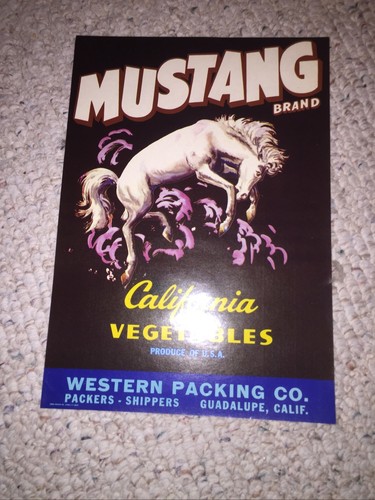 MUSTANG
BRAND
California
VEGETABLES
PRODUCE OF U.S.A.
WESTERN PACKING CO.
PACKERS - SHIPPERS GUADALUPE, CALIF.